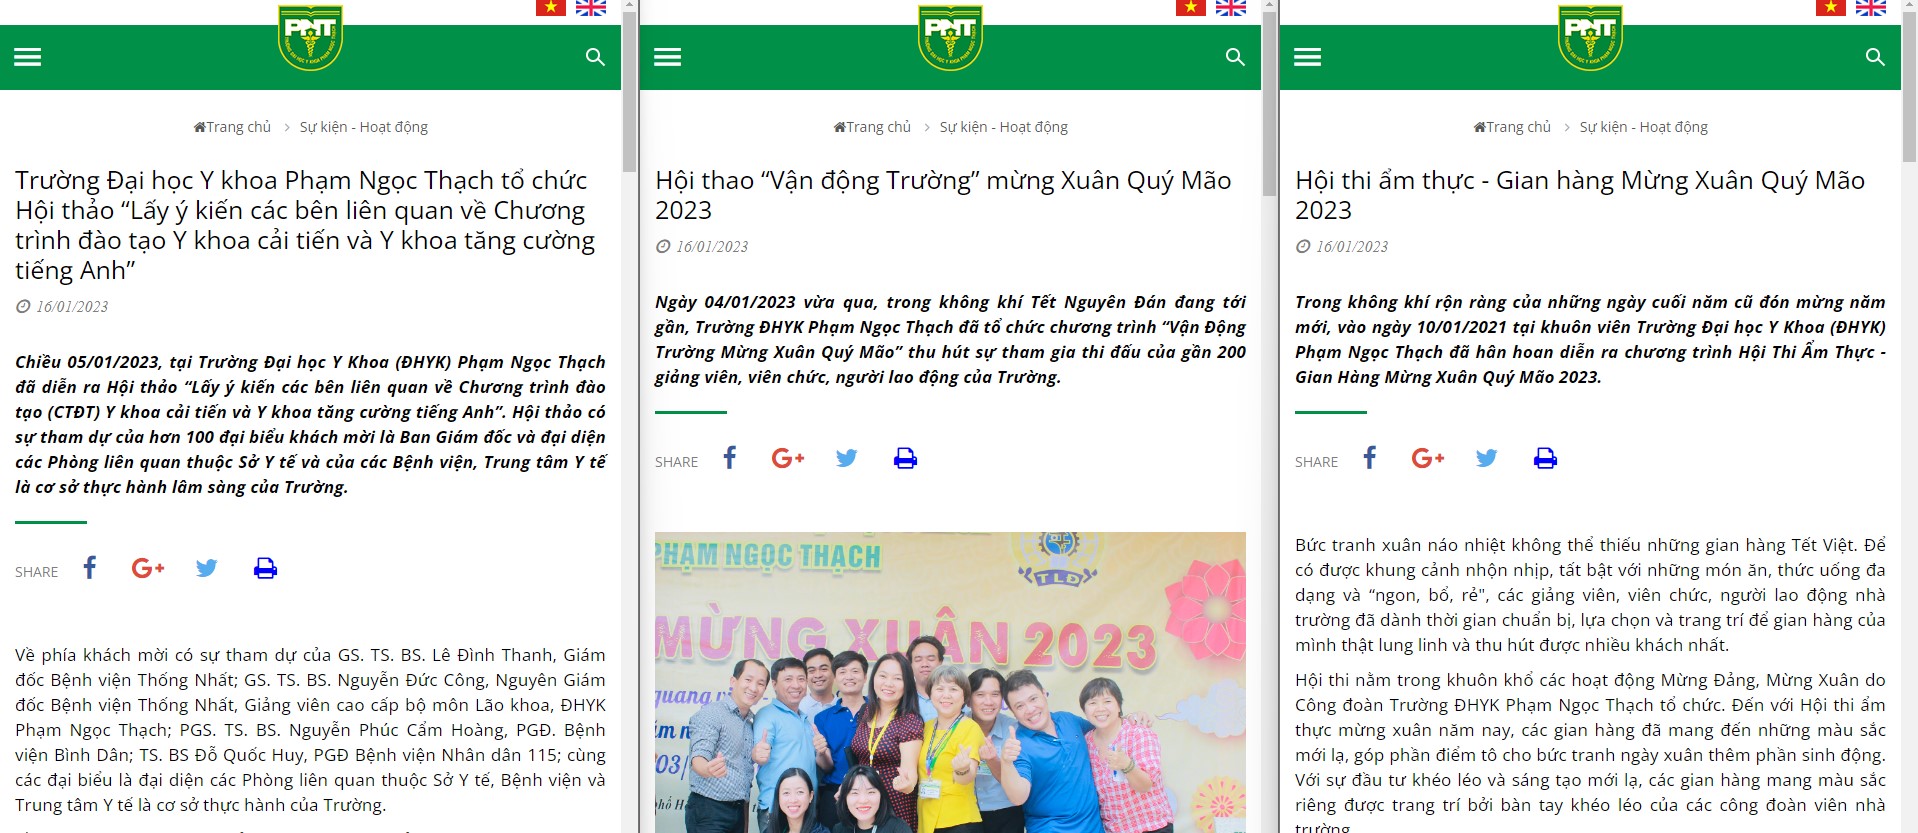 PNT
TRƯỜNG ĐẠI HỌC Y KHOA PHẠM NGỌC THẠCH
Trang chủ > Sự kiện - Hoạt động
Trường Đại học Y khoa Phạm Ngọc Thạch tổ chức
Hội thảo “Lấy ý kiến các bên liên quan về Chương
trình đào tạo Y khoa cải tiến và Y khoa tăng cường
tiếng Anh”
16/01/2023
Chiều 05/01/2023, tại Trường Đại học Y Khoa (ĐHYK) Phạm Ngọc Thạch
đã diễn ra Hội thảo “Lấy ý kiến các bên liên quan về Chương trình đào
tạo (CTĐT) Y khoa cải tiến và Y khoa tăng cường tiếng Anh”. Hội thảo có
sự tham dự của hơn 100 đại biểu khách mời là Ban Giám đốc và đại diện
các Phòng liên quan thuộc Sở Y tế và của các Bệnh viện, Trung tâm Y tế
là cơ sở thực hành lâm sàng của Trường.
SHARE
Về phía khách mời có sự tham dự của GS. TS. BS. Lê Đình Thanh, Giám
đốc Bệnh viện Thống Nhất; GS. TS. BS. Nguyễn Đức Công, Nguyên Giám
đốc Bệnh viện Thống Nhất, Giảng viên cao cấp bộ môn Lão khoa, ĐHYK
Phạm Ngọc Thạch; PGS. TS. BS. Nguyễn Phúc Cẩm Hoàng, PGĐ. Bệnh
viện Bình Dân; TS. BS Đỗ Quốc Huy, PGĐ Bệnh viện Nhân dân 115; cùng
các đại biểu là đại diện các Phòng liên quan thuộc Sở Y tế, Bệnh viện và
Trung tâm Y tế là cơ sở thực hành của Trường.
PNT
TRƯỜNG ĐẠI HỌC Y KHOA PHẠM NGỌC THẠCH
Trang chủ > Sự kiện - Hoạt động
Hội thao “Vận động Trường” mừng Xuân Quý Mão
2023
16/01/2023
Ngày 04/01/2023 vừa qua, trong không khí Tết Nguyên Đán đang tới
gần, Trường ĐHYK Phạm Ngọc Thạch đã tổ chức chương trình “Vận Động
Trường Mừng Xuân Quý Mão” thu hút sự tham gia thi đấu của gần 200
giảng viên, viên chức, người lao động của Trường.
SHARE
PHẠM NGỌC THẠCH
TLĐ
MỪNG XUÂN 2023
quang vi
03/
PNT
TRƯỜNG ĐẠI HỌC Y KHOA PHẠM NGỌC THẠCH
Trang chủ > Sự kiện - Hoạt động
Hội thi ẩm thực - Gian hàng Mừng Xuân Quý Mão
2023
16/01/2023
Trong không khí rộn ràng của những ngày cuối năm cũ đón mừng năm
mới, vào ngày 10/01/2021 tại khuôn viên Trường Đại học Y Khoa (ĐHYK)
Phạm Ngọc Thạch đã hân hoan diễn ra chương trình Hội Thi Ẩm Thực -
Gian Hàng Mừng Xuân Quý Mão 2023.
SHARE
Bức tranh xuân náo nhiệt không thể thiếu những gian hàng Tết Việt. Để
có được khung cảnh nhộn nhịp, tất bật với những món ăn, thức uống đa
dạng và “ngon, bổ, rẻ", các giảng viên, viên chức, người lao động nhà
trường đã dành thời gian chuẩn bị, lựa chọn và trang trí để gian hàng của
mình thật lung linh và thu hút được nhiều khách nhất.
Hội thi nằm trong khuôn khổ các hoạt động Mừng Đảng, Mừng Xuân do
Công đoàn Trường ĐHYK Phạm Ngọc Thạch tổ chức. Đến với Hội thi ẩm
thực mừng xuân năm nay, các gian hàng đã mang đến những màu sắc
mới lạ, góp phần điểm tô cho bức tranh ngày xuân thêm phần sinh động.
Với sự đầu tư khéo léo và sáng tạo mới lạ, các gian hàng mang màu sắc
riêng được trang trí bởi bàn tay khéo léo của các công đoàn viên nhà
trường